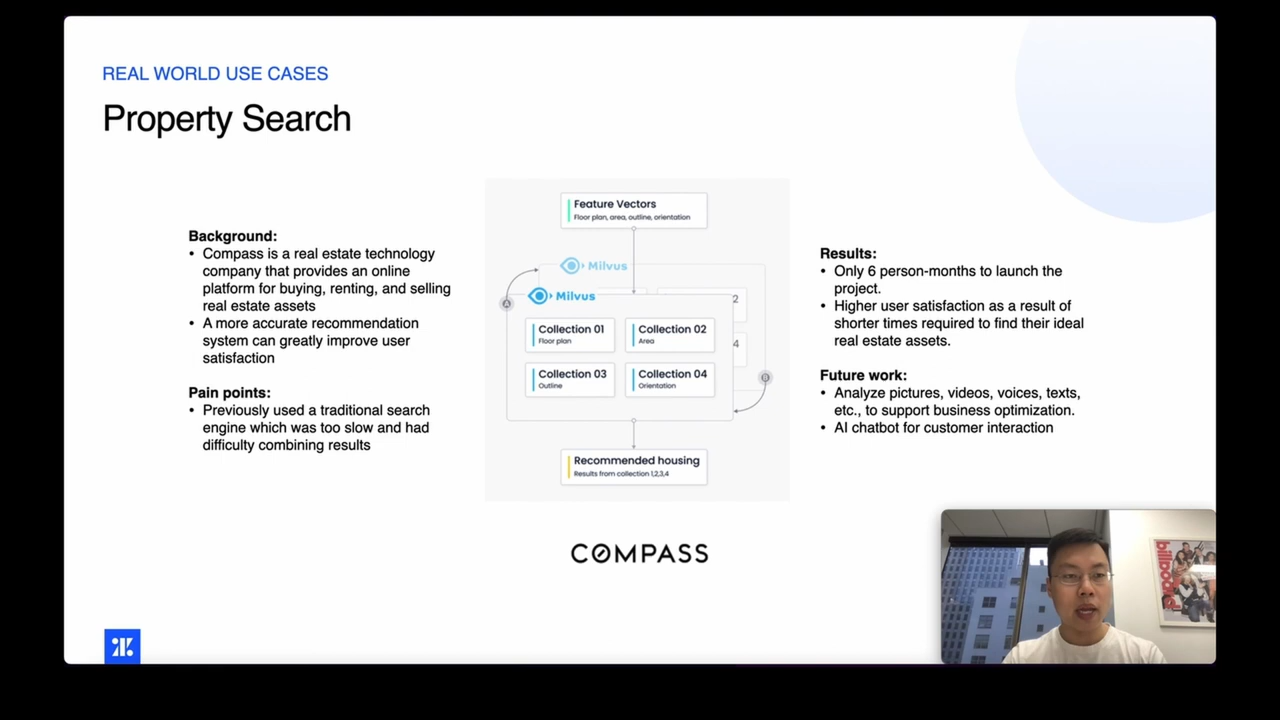 REAL WORLD USE CASES
Property Search
Background:
• Compass is a real estate technology
company that provides an online
platform for buying, renting, and selling
real estate assets
• A more accurate recommendation
system can greatly improve user
satisfaction
Pain points:
• Previously used a traditional search
engine which was too slow and had
difficulty combining results
Feature Vectors
Floor plan, area, outline, orientation
Milvus
Milvus
A
2
Collection 01
Floor plan
Collection 02
Area
4
Collection 03
Outline
Collection 04
Orientation
B
Recommended housing
Results from collection 1,2,3,4
COMPASS
Results:
• Only 6 person-months to launch the
project.
• Higher user satisfaction as a result of
shorter times required to find their ideal
real estate assets.
Future work:
• Analyze pictures, videos, voices, texts,
etc., to support business optimization.
• AI chatbot for customer interaction
billboard